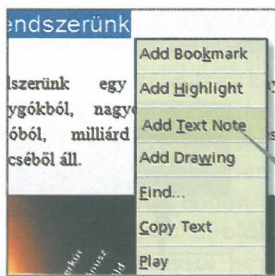 endszerünk
lszerünk egy
ygókból, nagy
óból, milliárd
cséből áll.
Add Bookmark
Add Highlight
Add Text Note
Add Drawing
Find...
Copy Text
Play